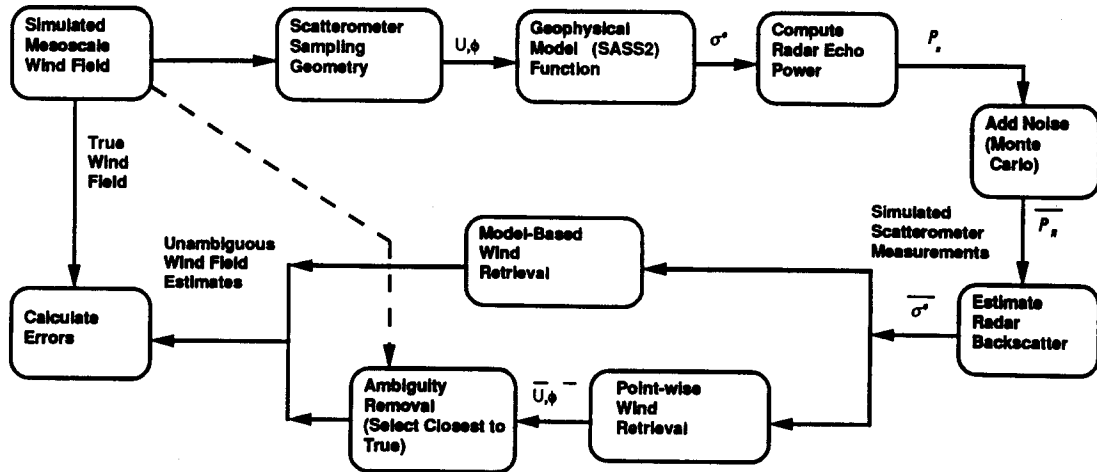 Simulated
Mesoscale
Wind Field
Scatterometer
Sampling
Geometry
U,ϕ
Geophysical
Model (SASS2)
Function
σ°
Compute
Radar Echo
Power
True
Wind
Field
Add Noise
(Monte
Carlo)
Simulated
Scatterometer
Measurements
Model-Based
Wind
Retrieval
Unambiguous
Wind Field
Estimates
Calculate
Errors
σ°
Estimate
Radar
Backscatter
Ambiguity
Removal
(Select Closest to
True)
U,ϕ
Point-wise
Wind
Retrieval